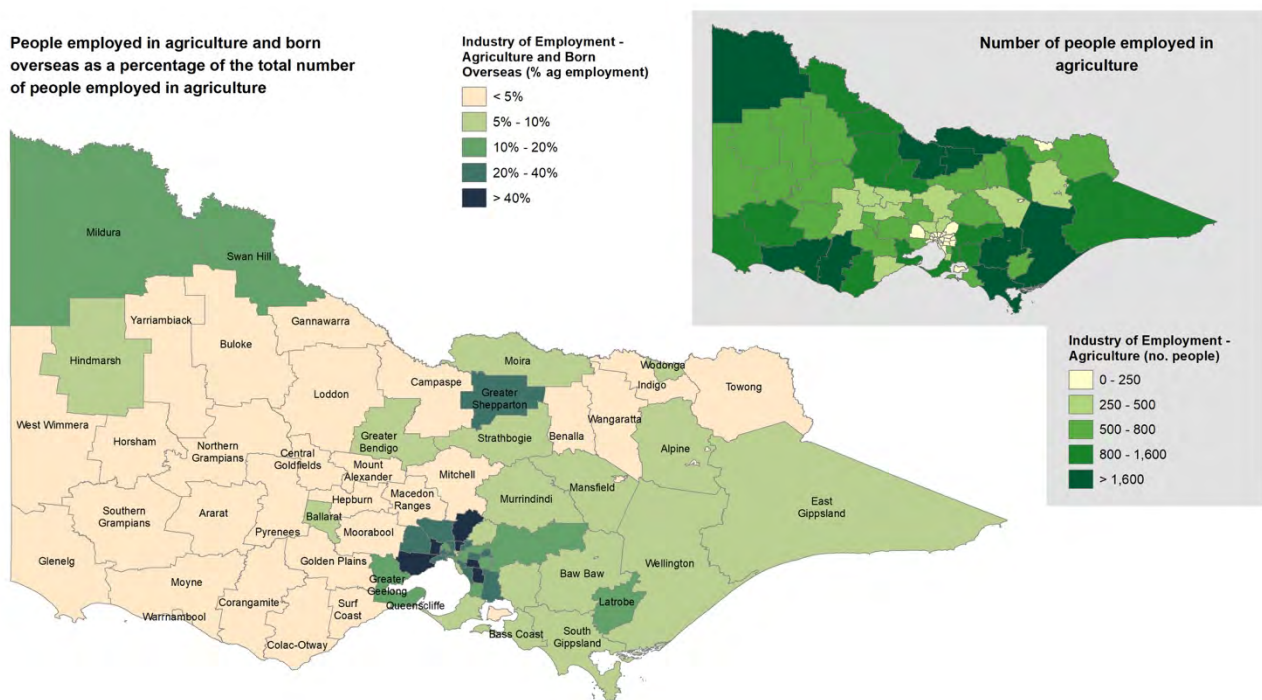 People employed in agriculture and born
overseas as a percentage of the total number
of people employed in agriculture
Industry of Employment -
Agriculture and Born
Overseas (% ag employment)
< 5%
5% - 10%
10% - 20%
20% - 40%
> 40%
Number of people employed in
agriculture
Industry of Employment -
Agriculture (no. people)
0 - 250
250 - 500
500 - 800
800 - 1,600
> 1,600
Mildura
Swan Hill
Yarriambiack
Gannawarra
Buloke
Hindmarsh
Moira
Wodonga
Indigo
Towong
Campaspe
Greater
Shepparton
Loddon
Wangaratta
West Wimmera
Horsham
Northern
Grampians
Greater
Bendigo
Strathbogie
Benalla
Alpine
Central
Goldfields
Mount
Alexander
Mitchell
Mansfield
Murrindindi
East
Gippsland
Hepburn
Macedon
Ranges
Southern
Grampians
Ararat
Pyrenees
Ballarat
Moorabool
Glenelg
Golden Plains
Baw Baw
Wellington
Moyne
Greater
Geelong
Latrobe
Corangamite
Surf
Coast
Queenscliffe
Warrnambool
Bass Coast
South
Gippsland
Colac-Otway